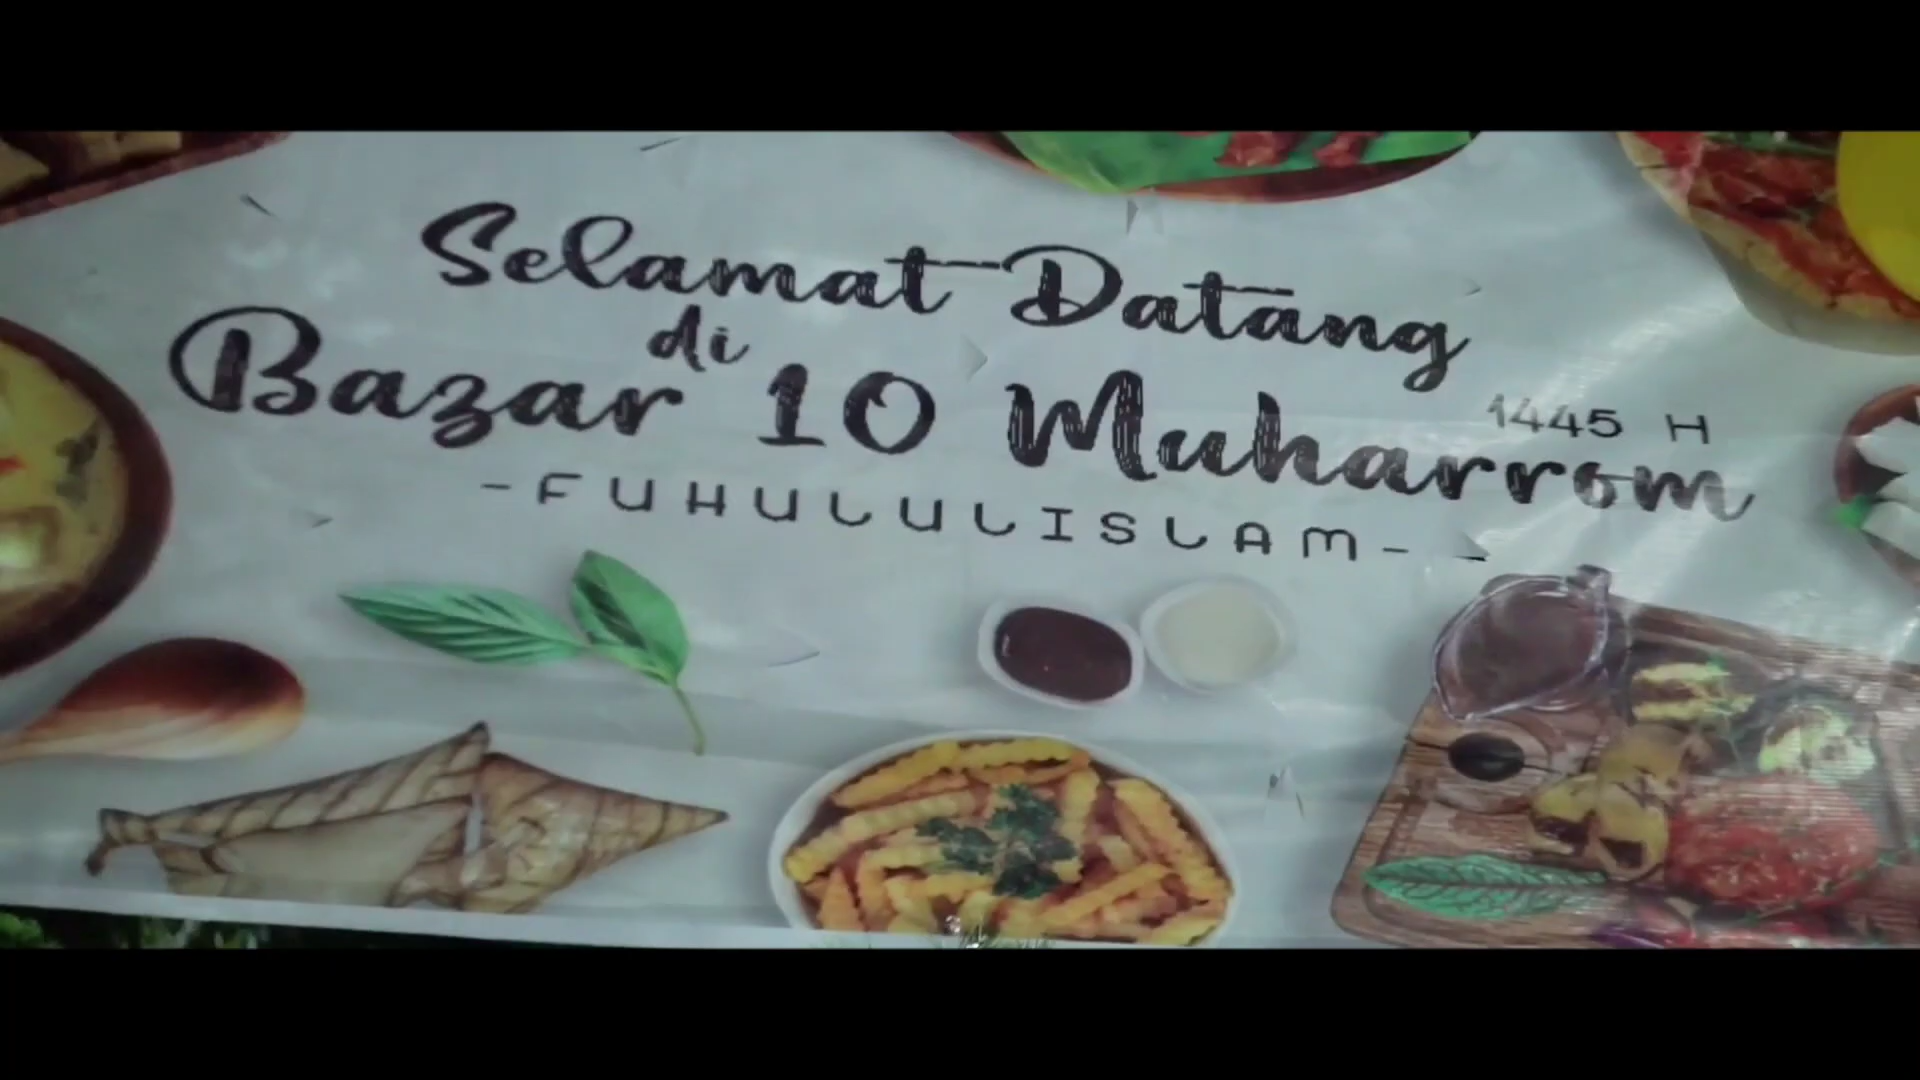 Selamat Datang
di
Bazar 10 Muharrom
1445 H
-FUHULULISLAM-